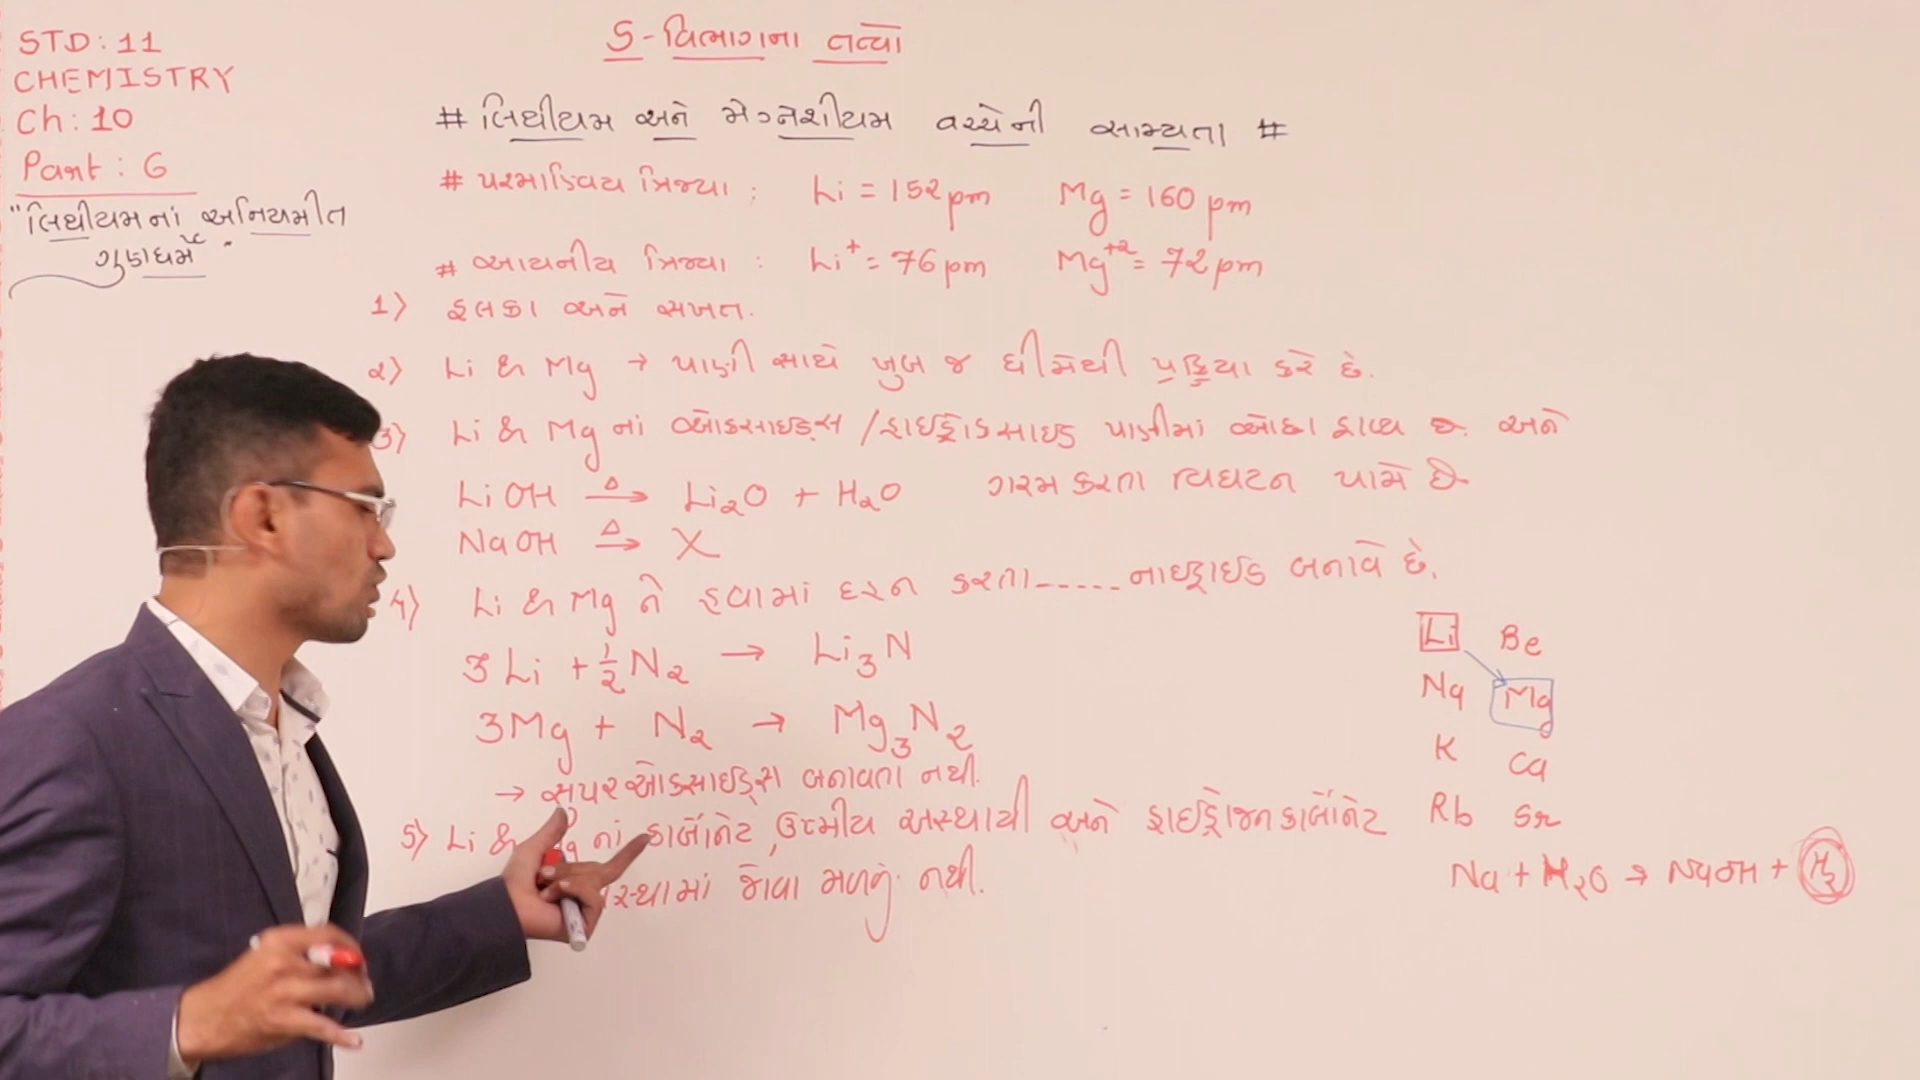 STD: 11
CHEMISTRY
Ch: 10
Part: 6
"લિથીયમનાં અનિયમીત
ગુણધર્મ"
S-વિભાગના તત્વો
# લિથીયમ અને મેગ્નેશીયમ વચ્ચેની સામ્યતા #
# પરમાણ્વિય ત્રિજ્યા : Li = 152 pm Mg = 160 pm
# આયનીય ત્રિજ્યા : Li⁺ = 76 pm Mg⁺² = 72 pm
1) હલકા અને સખત.
2) Li & Mg → પાણી સાથે ખુબ જ ધીમેથી પ્રક્રિયા કરે છે.
3) Li & Mg નાં ઓક્સાઇડ્સ / હાઇડ્રોક્સાઇડ પાણીમાં ઓછા દ્રાવ્ય છે. અને
ગરમ કરતા વિઘટન પામે છે
LiOH —Δ→ Li₂O + H₂O
NaOH —Δ→ X
4) Li & Mg ને હવામાં દહન કરતા------નાઇટ્રાઇડ બનાવે છે.
3Li + ½N₂ → Li₃N
3Mg + N₂ → Mg₃N₂
→ સુપર ઓક્સાઇડ્સ બનાવતા નથી.
5) Li & Mg નાં કાર્બોનેટ, ઉષ્મીય અસ્થાયી અને હાઇડ્રોજનકાર્બોનેટ
જોવા મળતું નથી.
Li Be
Na Mg
K Ca
Rb Sr
Na + H₂O → NaOH + H₂